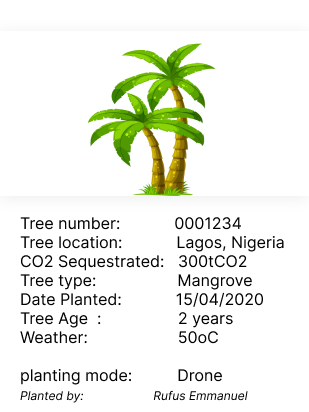 Tree number: 0001234
Tree location: Lagos, Nigeria
CO2 Sequestrated: 300tCO2
Tree type: Mangrove
Date Planted: 15/04/2020
Tree Age : 2 years
Weather: 50oC
planting mode: Drone
Planted by: Rufus Emmanuel